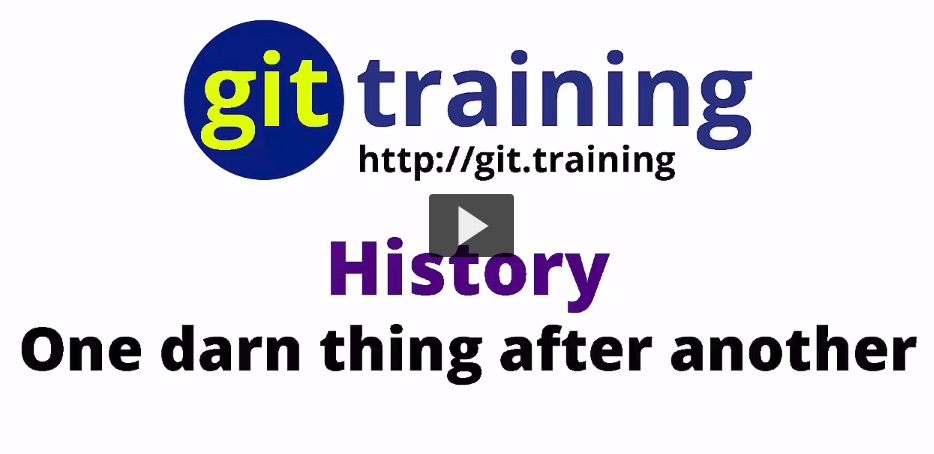 git training
http://git.training
History
One darn thing after another